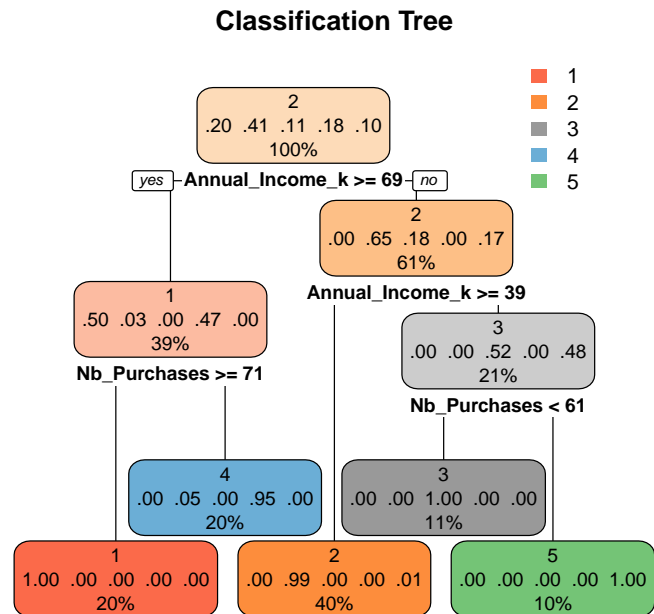 Classification Tree
1
2
3
4
5
2
.20 .41 .11 .18 .10
100%
yes Annual_Income_k >= 69 no
2
.00 .65 .18 .00 .17
61%
Annual_Income_k >= 39
1
.50 .03 .00 .47 .00
39%
Nb_Purchases >= 71
3
.00 .00 .52 .00 .48
21%
Nb_Purchases < 61
4
.00 .05 .00 .95 .00
20%
3
.00 .00 1.00 .00 .00
11%
1
1.00 .00 .00 .00 .00
20%
2
.00 .99 .00 .00 .01
40%
5
.00 .00 .00 .00 1.00
10%